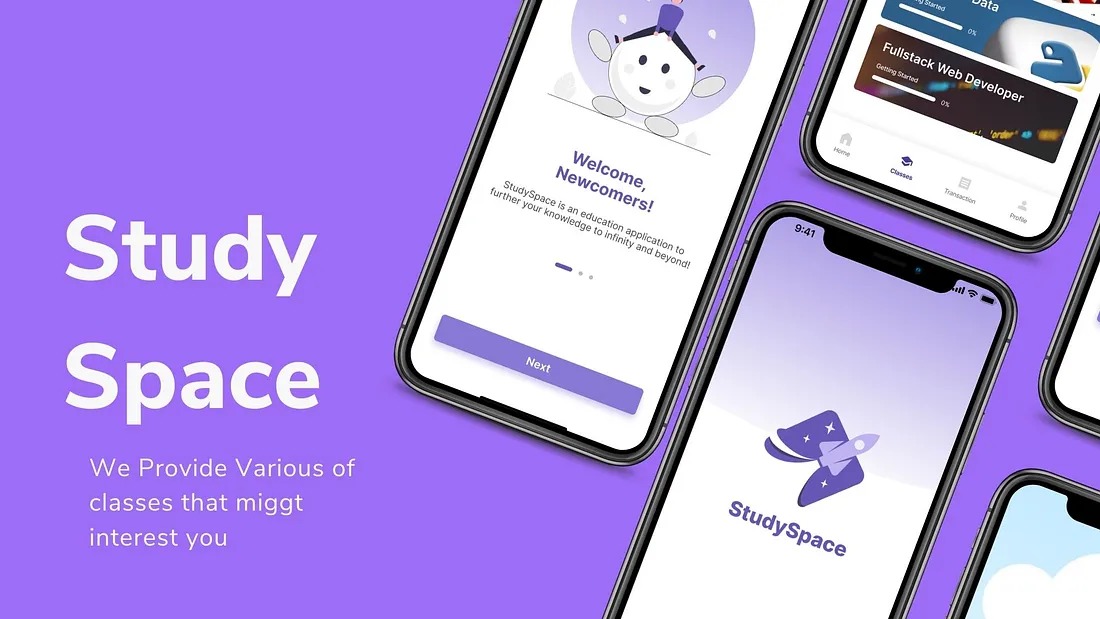 Study
Space
We Provide Various of
classes that miggt
interest you
Welcome,
Newcomers!
StudySpace is an education application to
further your knowledge to infinity and beyond!
Next
Data
Getting Started
0%
Fullstack Web Developer
Getting Started
0%
'order'
Home
Classes
Transaction
Profile
9:41
StudySpace